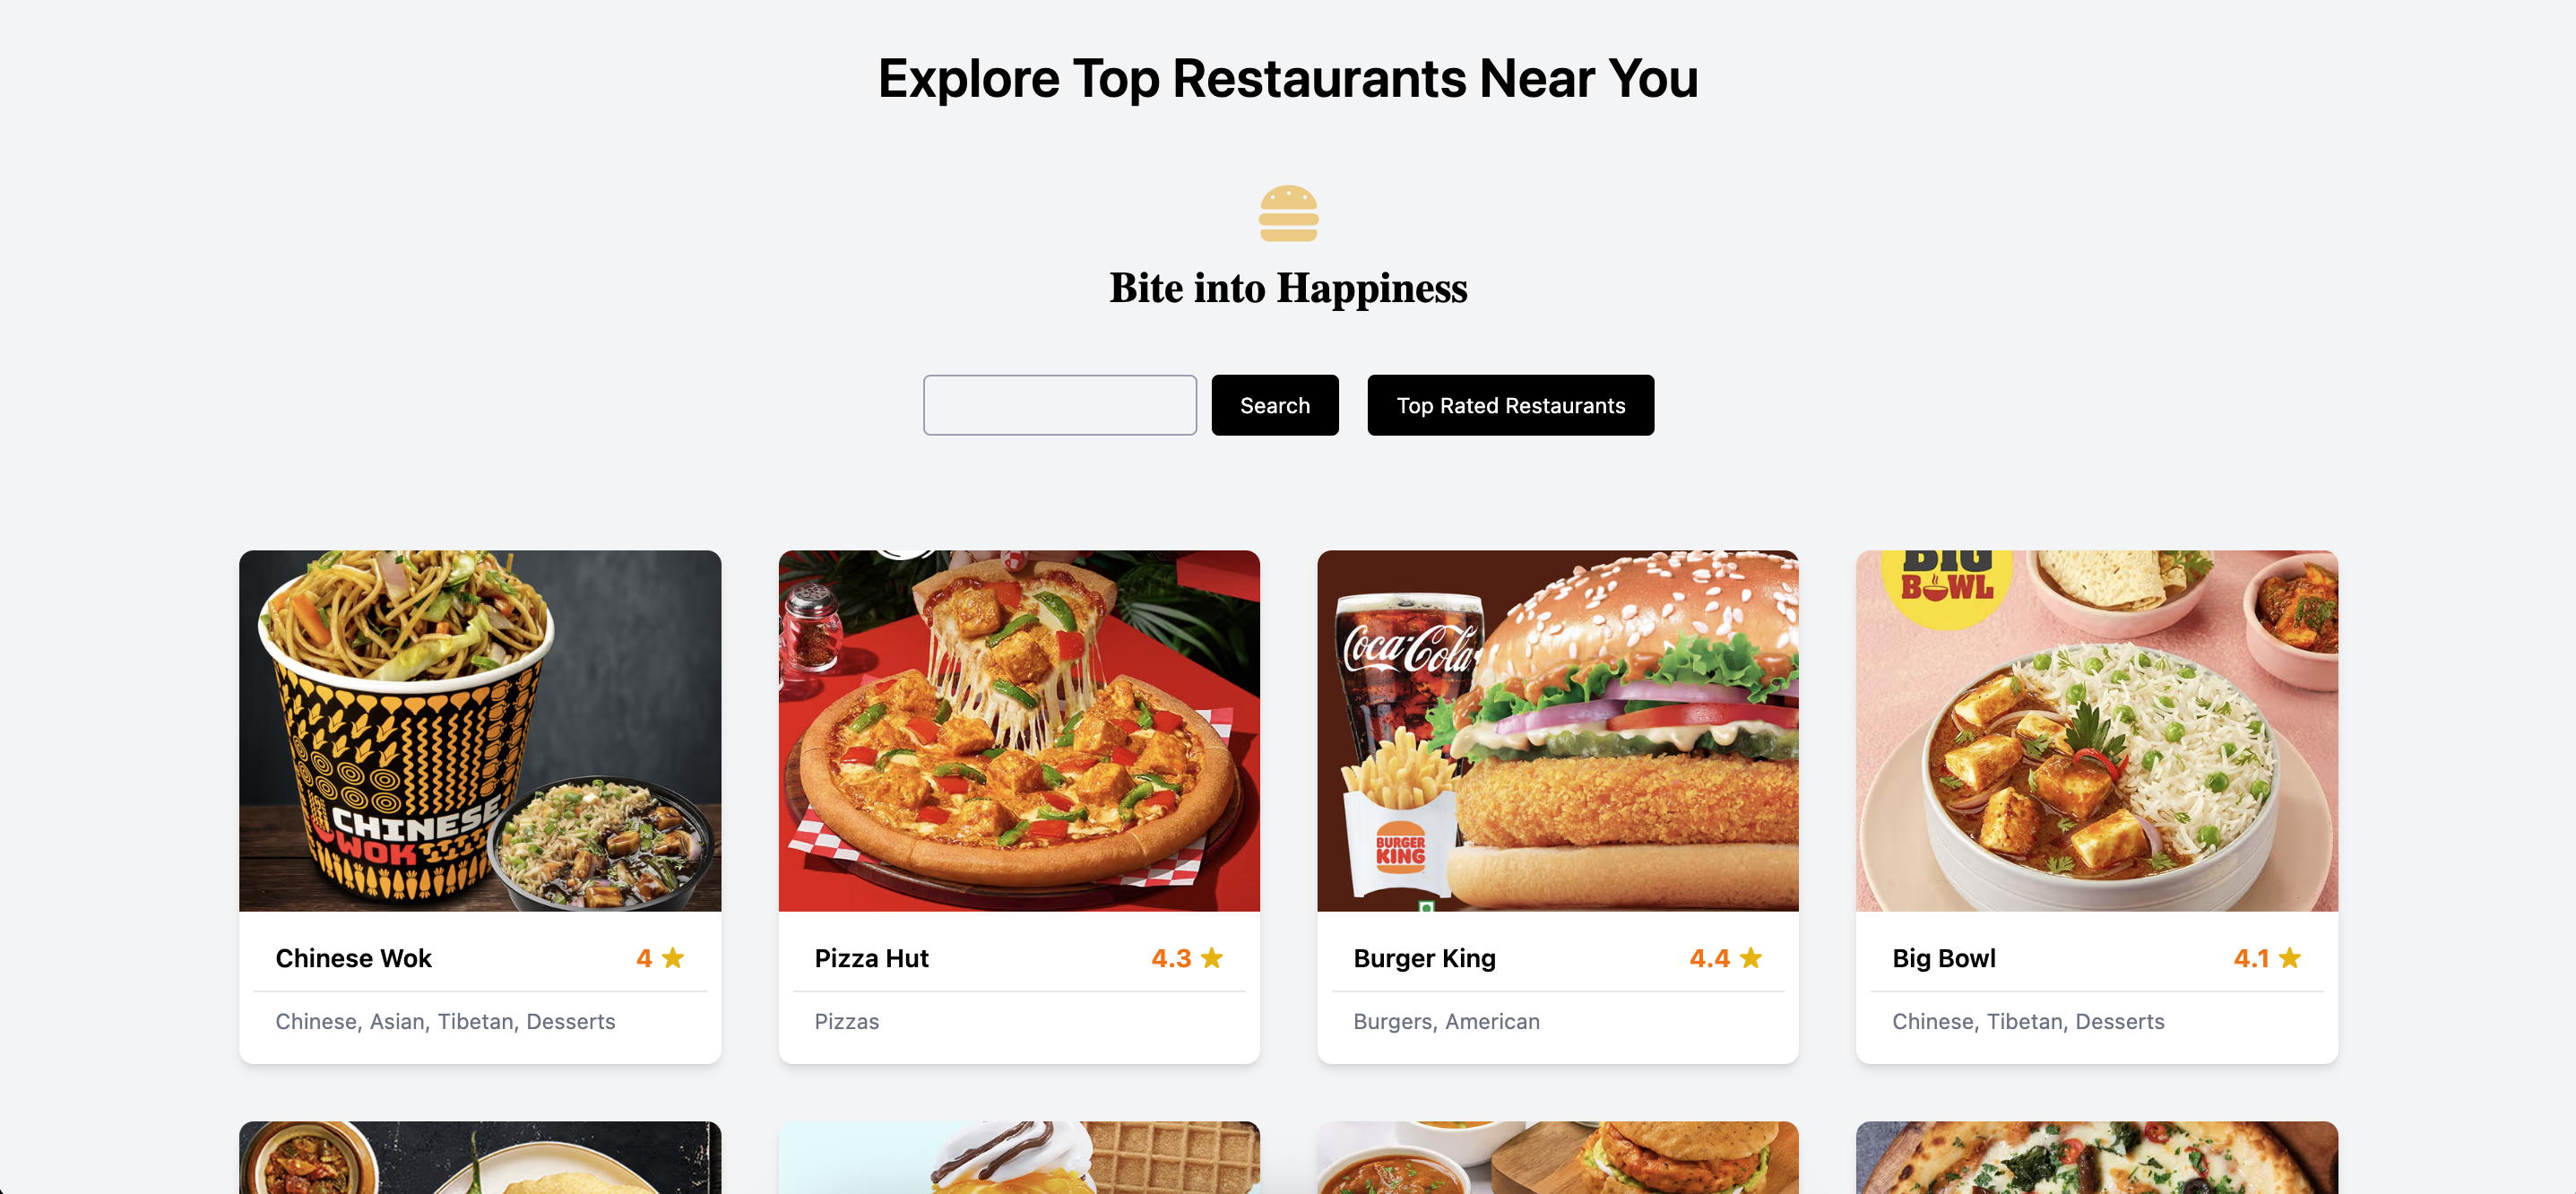 Explore Top Restaurants Near You
Bite into Happiness
Search
Top Rated Restaurants
CHINESE
WOK
Coca-Cola
BURGER
KING
BIG
BOWL
Chinese Wok
4
Chinese, Asian, Tibetan, Desserts
Pizza Hut
4.3
Pizzas
Burger King
4.4
Burgers, American
Big Bowl
4.1
Chinese, Tibetan, Desserts